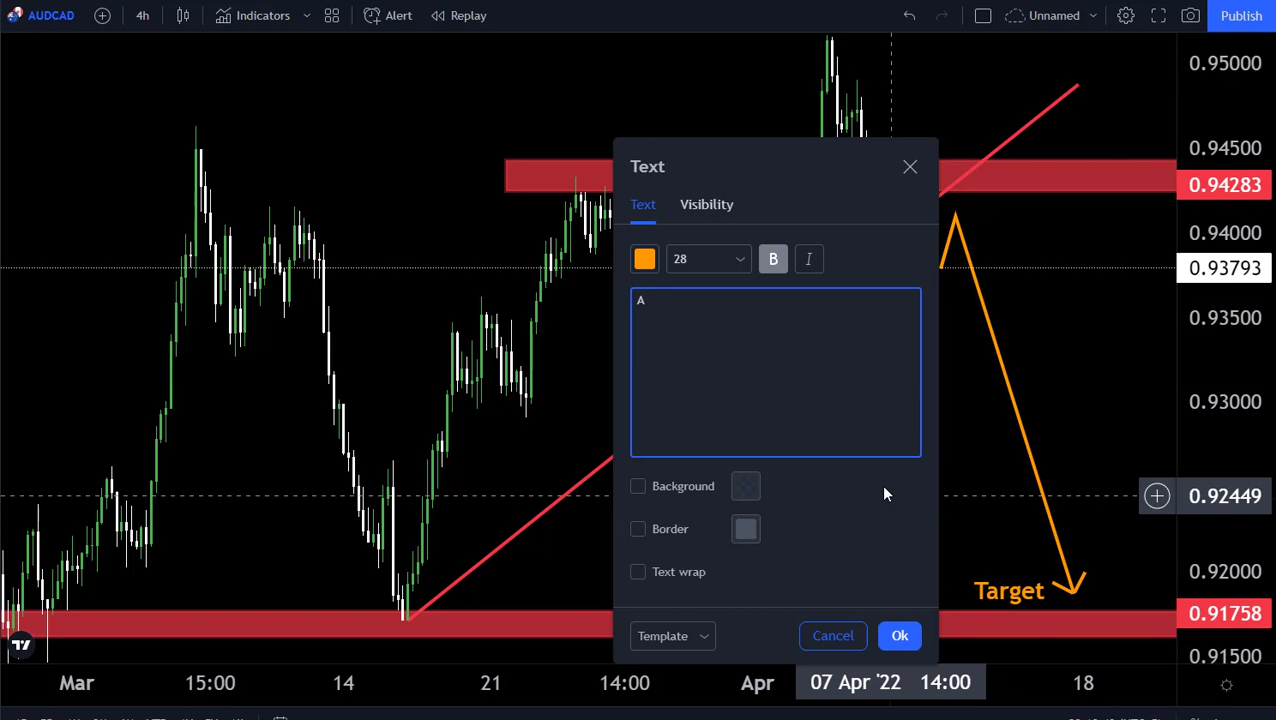 AUDCAD 4h Indicators Alert Replay Unnamed Publish
0.95000
0.94500
0.94283
0.94000
0.93793
0.93500
0.93000
0.92449
0.92000
0.91758
0.91500
Text
Text Visibility
28 B I
A
Background
Border
Text wrap
Template Cancel Ok
Target
Mar 15:00 14 21 14:00 Apr 07 Apr '22 14:00 18